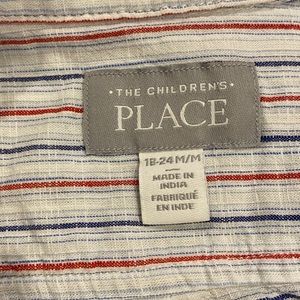 • THE CHILDREN'S •
PLACE
18-24 M/M
MADE IN
INDIA
FABRIQUÉ
EN INDE